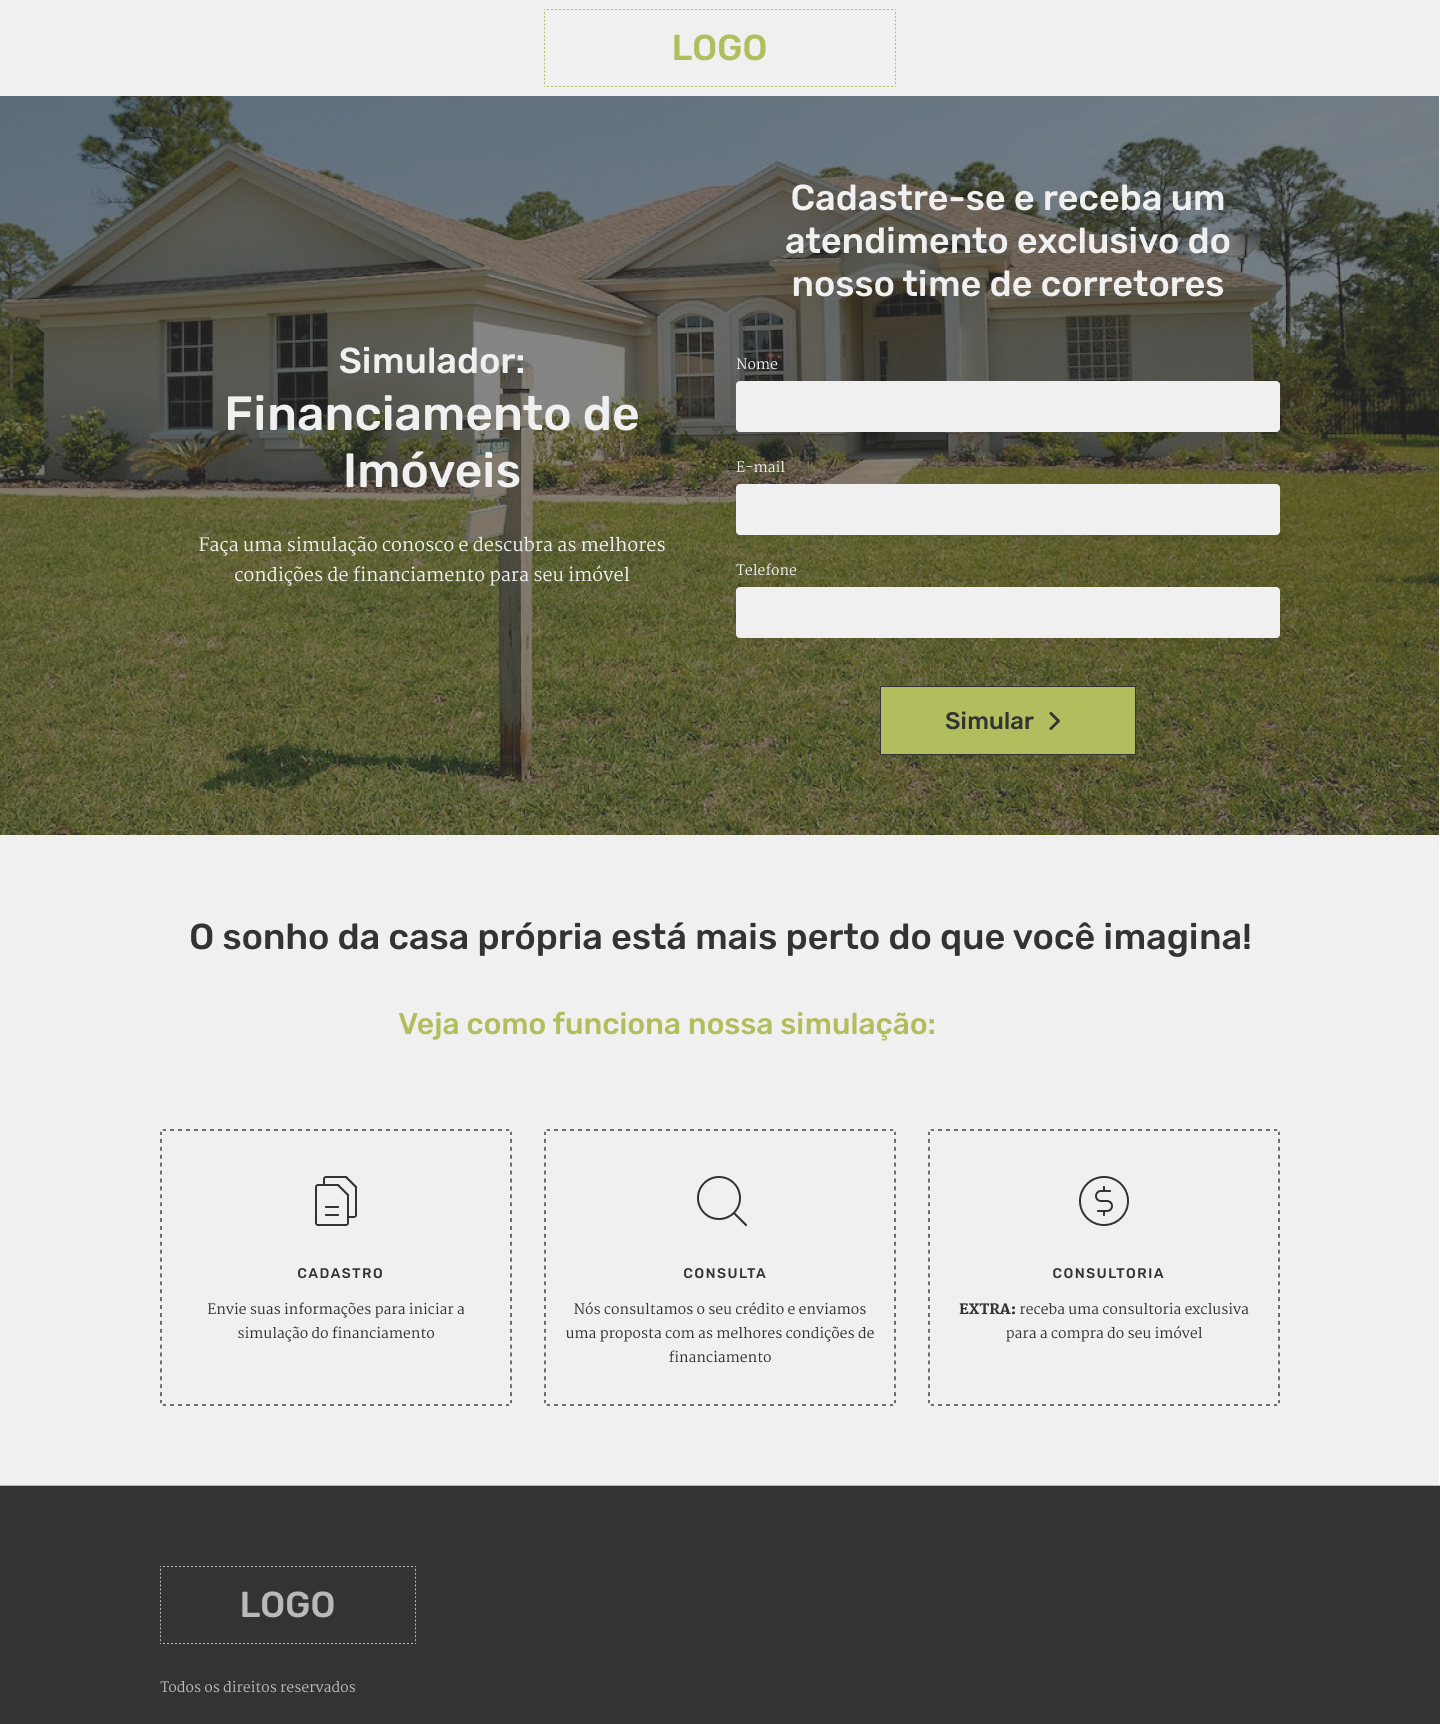 LOGO
Simulador:
Financiamento de
Imóveis
Faça uma simulação conosco e descubra as melhores
condições de financiamento para seu imóvel
Cadastre-se e receba um
atendimento exclusivo do
nosso time de corretores
Nome
E-mail
Telefone
Simular
O sonho da casa própria está mais perto do que você imagina!
Veja como funciona nossa simulação:
CADASTRO
Envie suas informações para iniciar a
simulação do financiamento
CONSULTA
Nós consultamos o seu crédito e enviamos
uma proposta com as melhores condições de
financiamento
CONSULTORIA
EXTRA: receba uma consultoria exclusiva
para a compra do seu imóvel
LOGO
Todos os direitos reservados